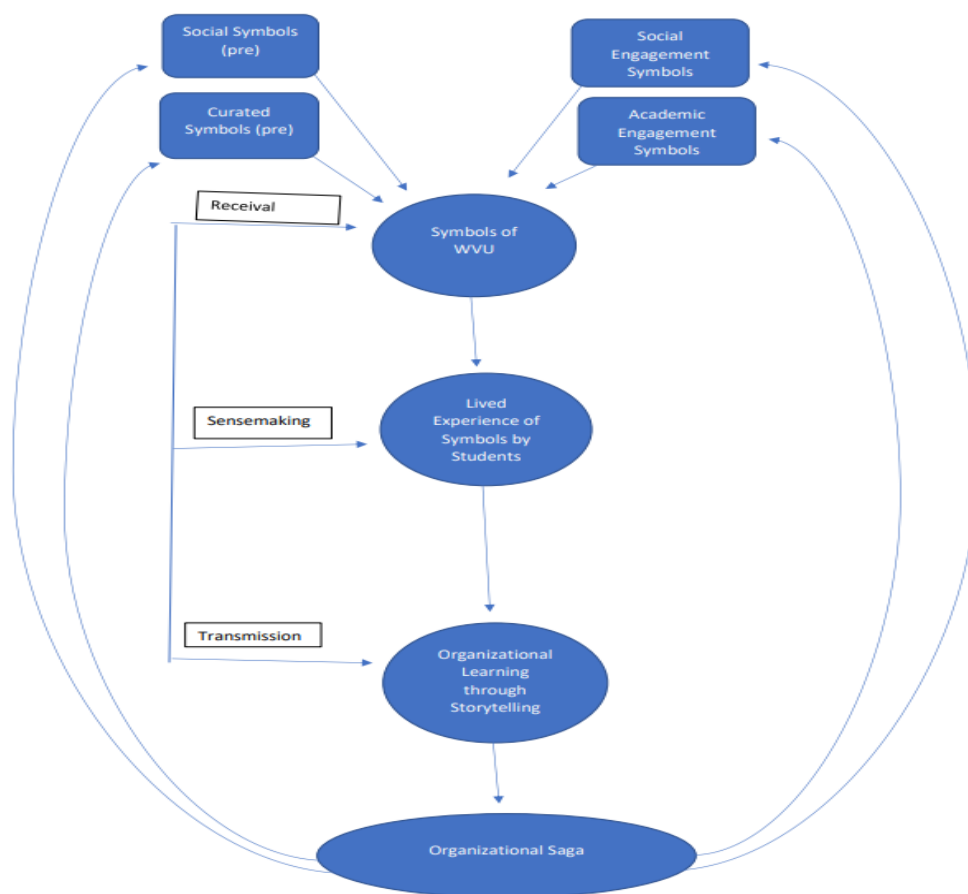 Social Symbols
(pre)
Social
Engagement
Symbols
Curated
Symbols (pre)
Academic
Engagement
Symbols
Receival
Symbols of
WVU
Sensemaking
Lived
Experience of
Symbols by
Students
Transmission
Organizational
Learning
through
Storytelling
Organizational Saga